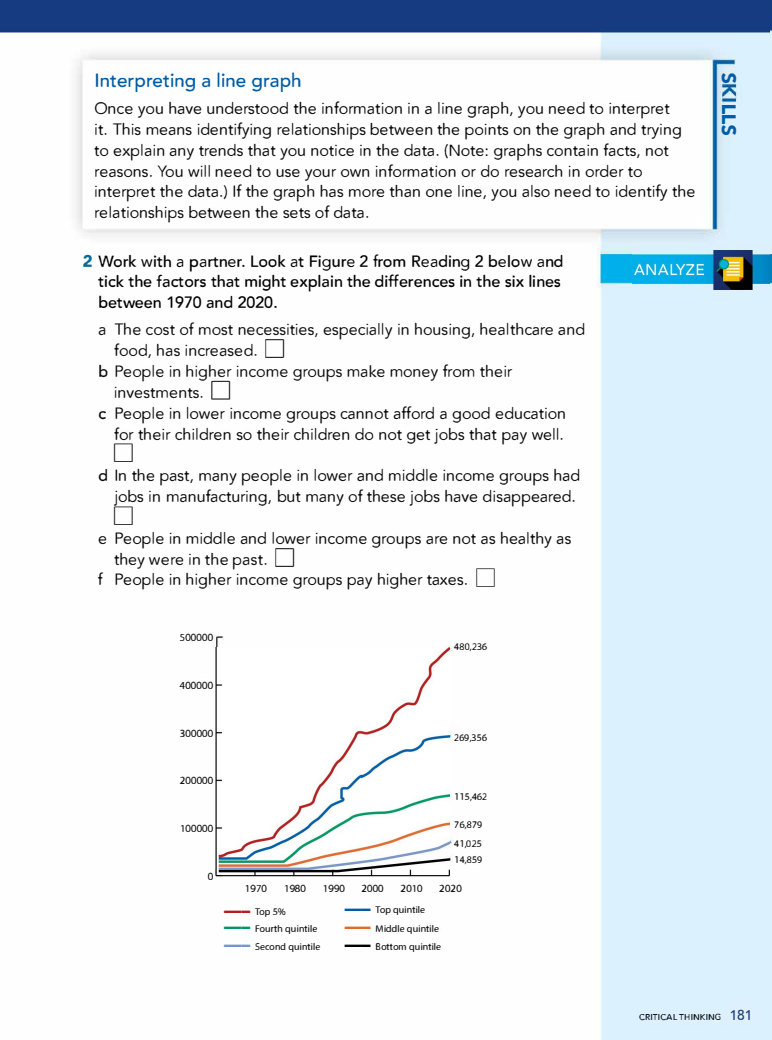 Interpreting a line graph
Once you have understood the information in a line graph, you need to interpret
it. This means identifying relationships between the points on the graph and trying
to explain any trends that you notice in the data. (Note: graphs contain facts, not
reasons. You will need to use your own information or do research in order to
interpret the data.) If the graph has more than one line, you also need to identify the
relationships between the sets of data.
SKILLS
2 Work with a partner. Look at Figure 2 from Reading 2 below and
tick the factors that might explain the differences in the six lines
between 1970 and 2020.
ANALYZE
a The cost of most necessities, especially in housing, healthcare and
food, has increased.
b People in higher income groups make money from their
investments.
c People in lower income groups cannot afford a good education
for their children so their children do not get jobs that pay well.
d In the past, many people in lower and middle income groups had
jobs in manufacturing, but many of these jobs have disappeared.
e People in middle and lower income groups are not as healthy as
they were in the past.
f People in higher income groups pay higher taxes.
500000
400000
300000
200000
100000
0
480,236
269,356
115,462
76,879
41,025
14,859
1970 1980 1990 2000 2010 2020
Top 5% Top quintile
Fourth quintile Middle quintile
Second quintile Bottom quintile
CRITICAL THINKING 181